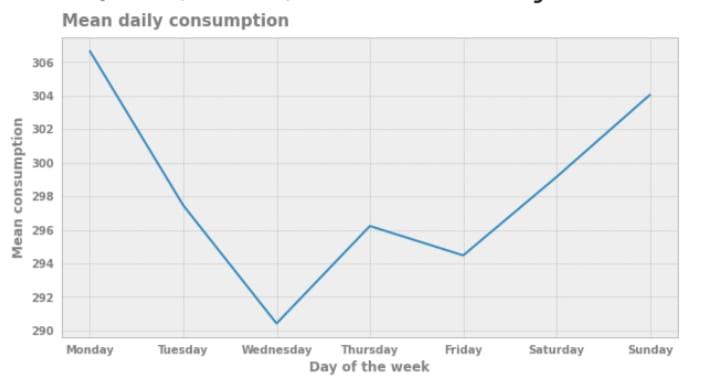 Mean daily consumption
306
304
302
300
298
296
294
292
290
Mean consumption
Monday Tuesday Wednesday Thursday Friday Saturday Sunday
Day of the week